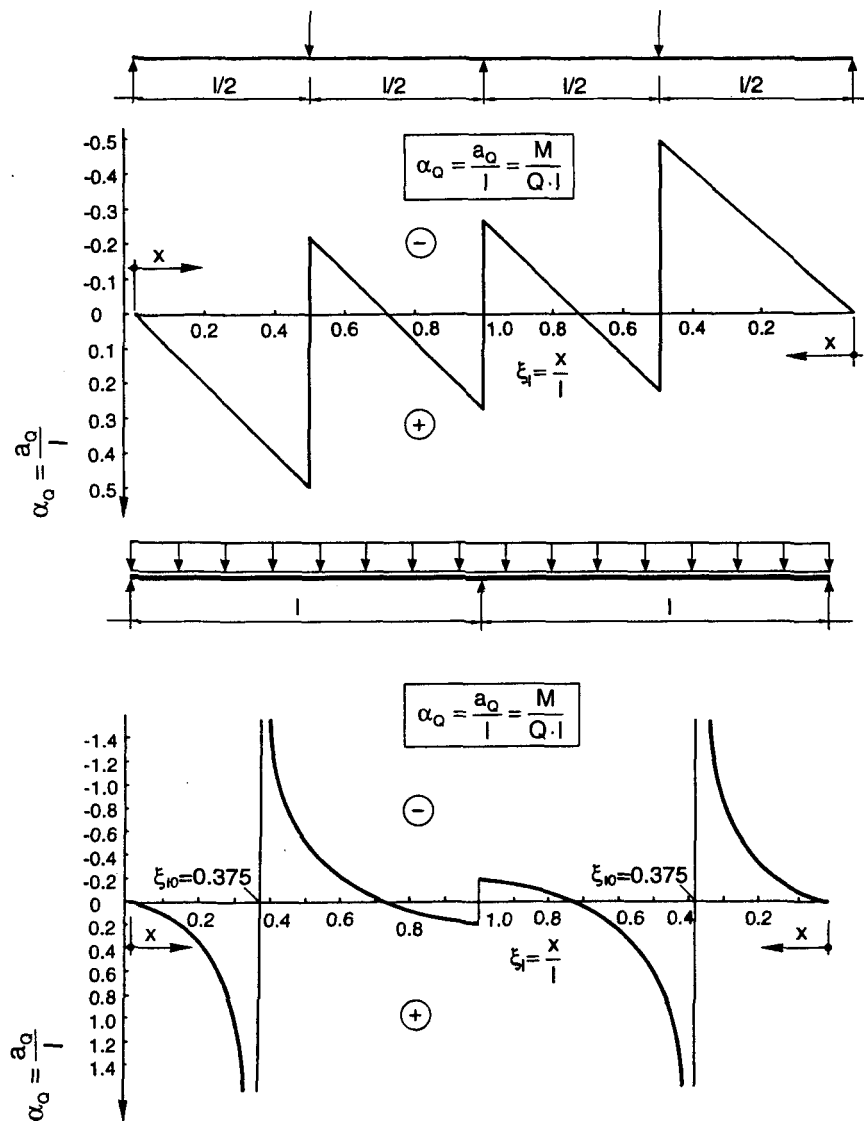 l/2 l/2 l/2 l/2
-0.5
-0.4
-0.3
-0.2
-0.1
0
0.1
0.2
0.3
0.4
0.5
α_Q = a_Q/l
α_Q = a_Q/l = M/Q·l
−
x
0.2 0.4 0.6 0.8 1.0 0.8 0.6 0.4 0.2
ξ_l = x/l
x
+
l l
α_Q = a_Q/l = M/Q·l
-1.4
-1.2
-1.0
-0.8
-0.6
-0.4
-0.2
0
0.2
0.4
0.6
0.8
1.0
1.2
1.4
α_Q = a_Q/l
−
ξ_l0=0.375 ξ_l0=0.375
0.2 0.4 0.6 0.8 1.0 0.8 0.6 0.4 0.2
x
ξ_l = x/l
x
+